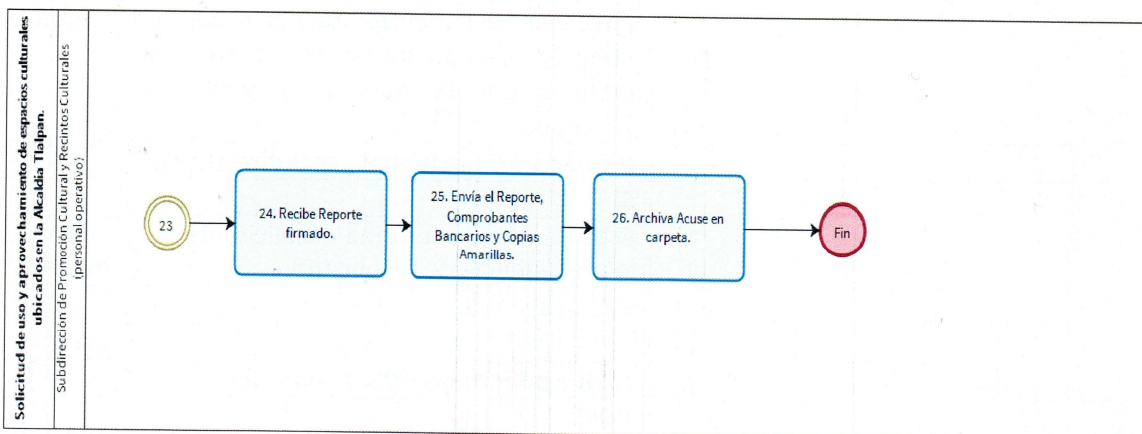 Solicitud de uso y aprovechamiento de espacios culturales
ubicados en la Alcaldía Tlalpan.
Subdirección de Promoción Cultural y Recintos Culturales
(personal operativo)
23
24. Recibe Reporte
firmado.
25. Envía el Reporte,
Comprobantes
Bancarios y Copias
Amarillas.
26. Archiva Acuse en
carpeta.
Fin